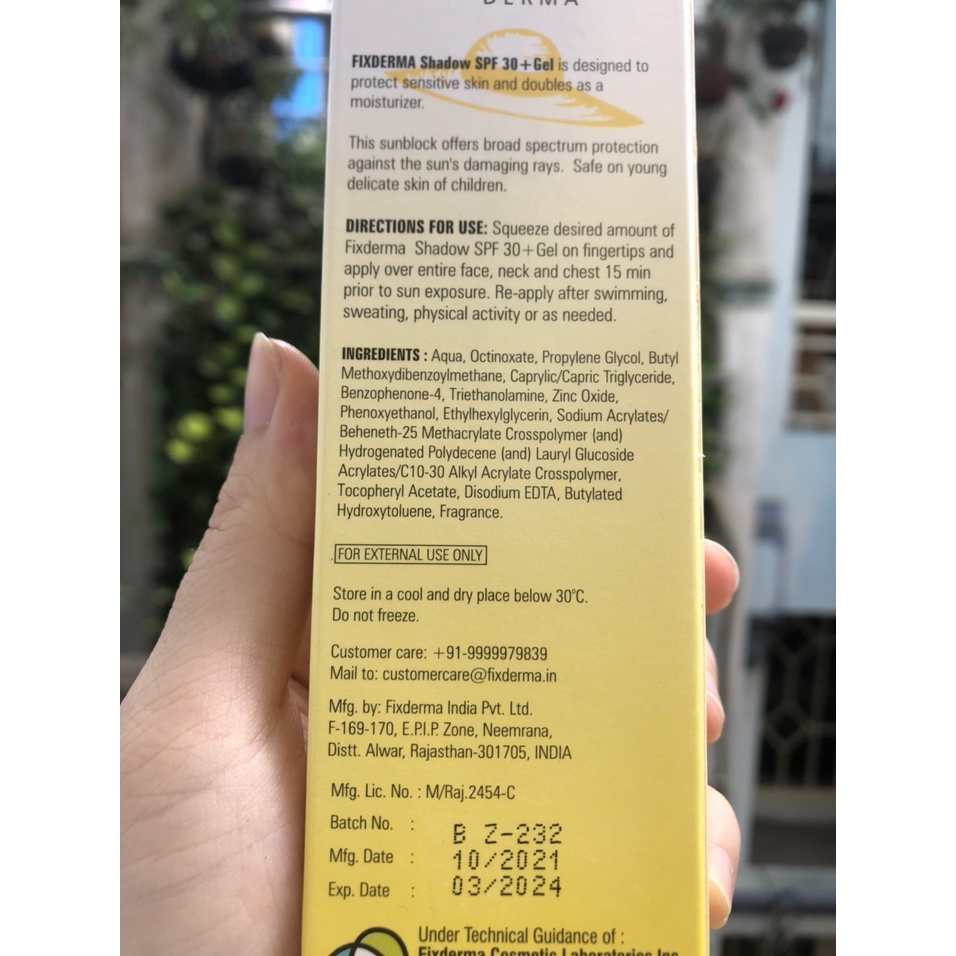 DERMA
FIXDERMA Shadow SPF 30+Gel is designed to
protect sensitive skin and doubles as a
moisturizer.
This sunblock offers broad spectrum protection
against the sun's damaging rays. Safe on young
delicate skin of children.
DIRECTIONS FOR USE: Squeeze desired amount of
Fixderma Shadow SPF 30+Gel on fingertips and
apply over entire face, neck and chest 15 min
prior to sun exposure. Re-apply after swimming,
sweating, physical activity or as needed.
INGREDIENTS : Aqua, Octinoxate, Propylene Glycol, Butyl
Methoxydibenzoylmethane, Caprylic/Capric Triglyceride,
Benzophenone-4, Triethanolamine, Zinc Oxide,
Phenoxyethanol, Ethylhexylglycerin, Sodium Acrylates/
Beheneth-25 Methacrylate Crosspolymer (and)
Hydrogenated Polydecene (and) Lauryl Glucoside
Acrylates/C10-30 Alkyl Acrylate Crosspolymer,
Tocopheryl Acetate, Disodium EDTA, Butylated
Hydroxytoluene, Fragrance.
FOR EXTERNAL USE ONLY
Store in a cool and dry place below 30°C.
Do not freeze.
Customer care: +91-9999979839
Mail to: customercare@fixderma.in
Mfg. by: Fixderma India Pvt. Ltd.
F-169-170, E.P.I.P. Zone, Neemrana,
Distt. Alwar, Rajasthan-301705, INDIA
Mfg. Lic. No. : M/Raj.2454-C
Batch No. : B Z-232
Mfg. Date : 10/2021
Exp. Date : 03/2024
Under Technical Guidance of :
Fixderma Cosmetic Laboratories Inc